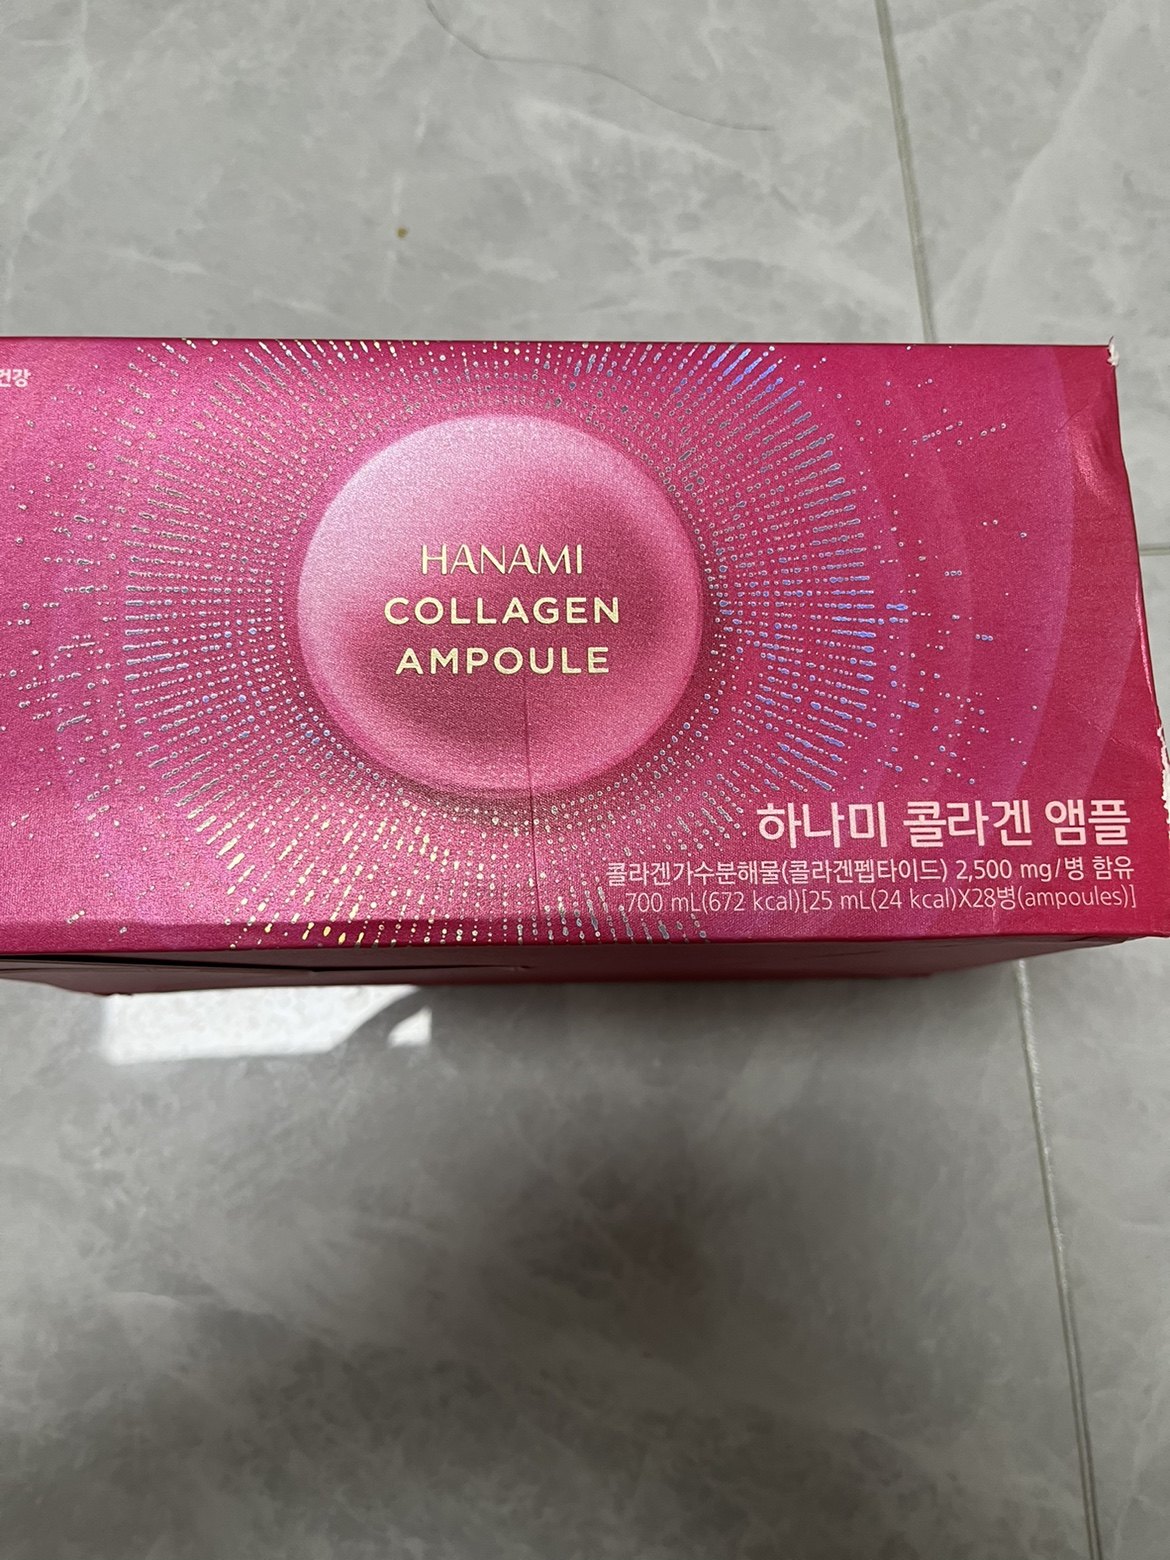 건강
HANAMI
COLLAGEN
AMPOULE
하나미 콜라겐 앰플
콜라겐가수분해물(콜라겐펩타이드) 2,500 mg/병 함유
700 mL(672 kcal)[25 mL(24 kcal)X28병(ampoules)]